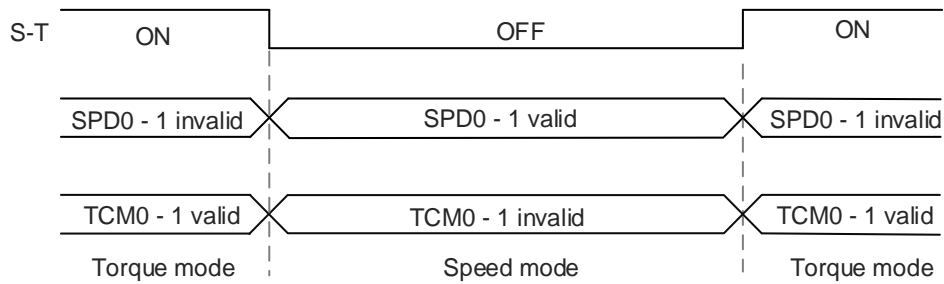 S-T ON OFF ON
SPD0 - 1 invalid SPD0 - 1 valid SPD0 - 1 invalid
TCM0 - 1 valid TCM0 - 1 invalid TCM0 - 1 valid
Torque mode Speed mode Torque mode